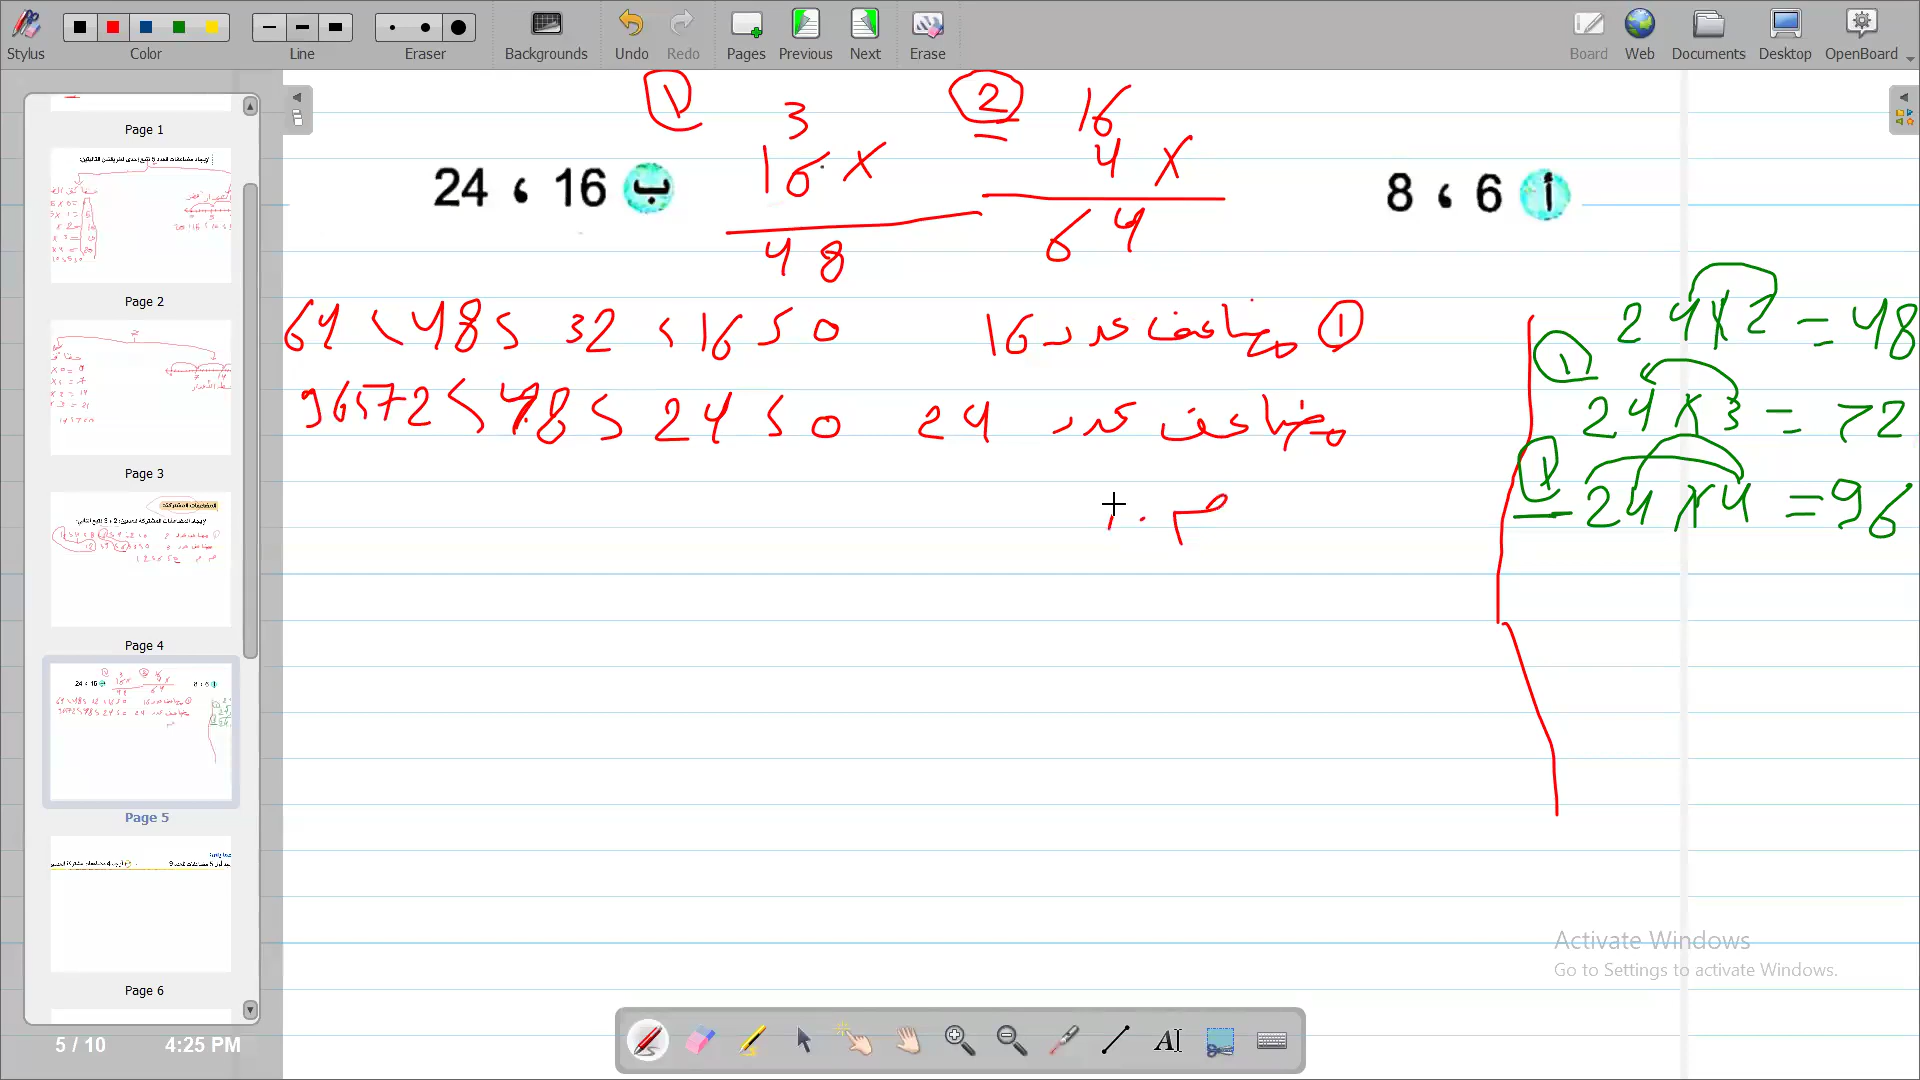 Stylus
Color
Line
Eraser
Backgrounds
Undo
Redo
Pages
Previous
Next
Erase
Board
Web
Documents
Desktop
OpenBoard
Page 1
Page 2
Page 3
Page 4
Page 5
Page 6
5 / 10
4:25 PM
1
3
16 x
48
2
16
4 x
64
أ 6 ، 8
ب 16 ، 24
1 مضاعف عدد 16 0 ، 16 ، 32 ، 48 ، 64
مضاعف عدد 24 0 ، 24 ، 48 ، 72 ، 96
م . م
24 x 2 = 48
1
24 x 3 = 72
1
24 x 4 = 96
Activate Windows
Go to Settings to activate Windows.